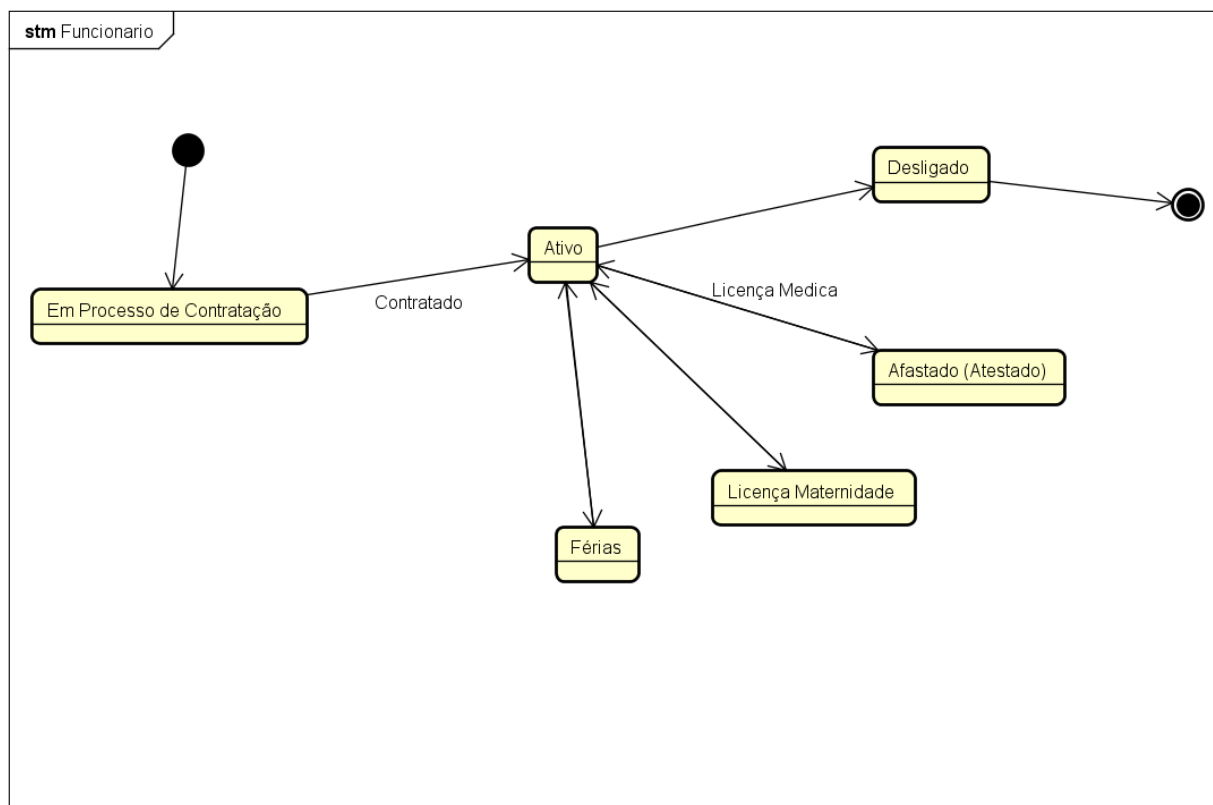 stm Funcionario
Desligado
Ativo
Licença Medica
Em Processo de Contratação
Contratado
Afastado (Atestado)
Licença Maternidade
Férias